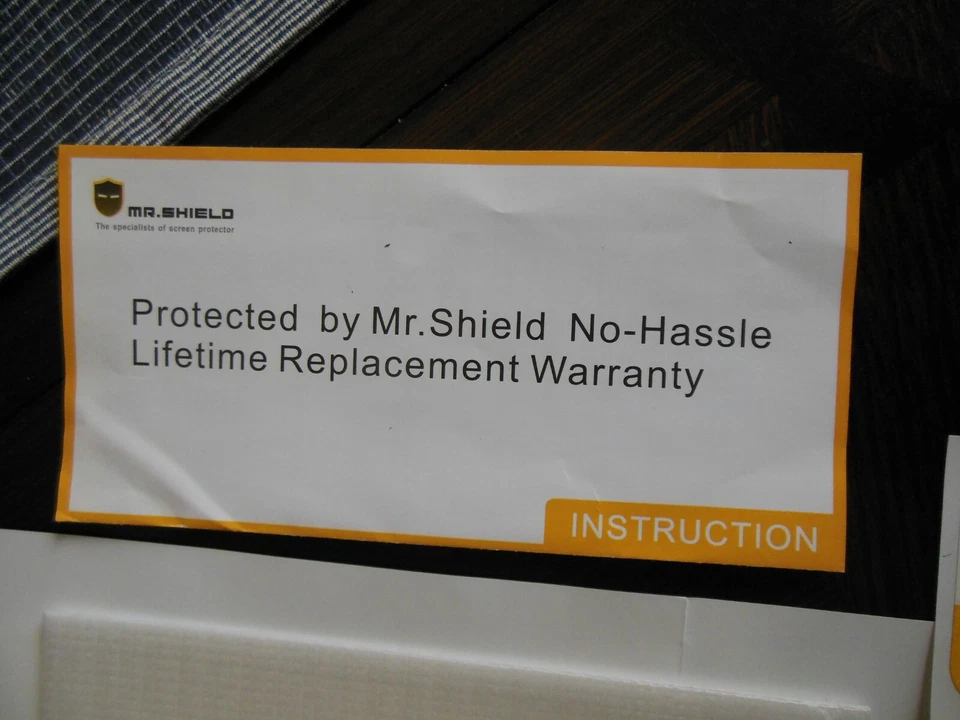 MR.SHIELD
The specialists of screen protector
Protected by Mr.Shield No-Hassle
Lifetime Replacement Warranty
INSTRUCTION